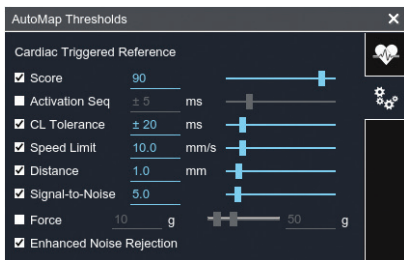 AutoMap Thresholds
Cardiac Triggered Reference
Score 90
Activation Seq ± 5 ms
CL Tolerance ± 20 ms
Speed Limit 10.0 mm/s
Distance 1.0 mm
Signal-to-Noise 5.0
Force 10 g 50 g
Enhanced Noise Rejection